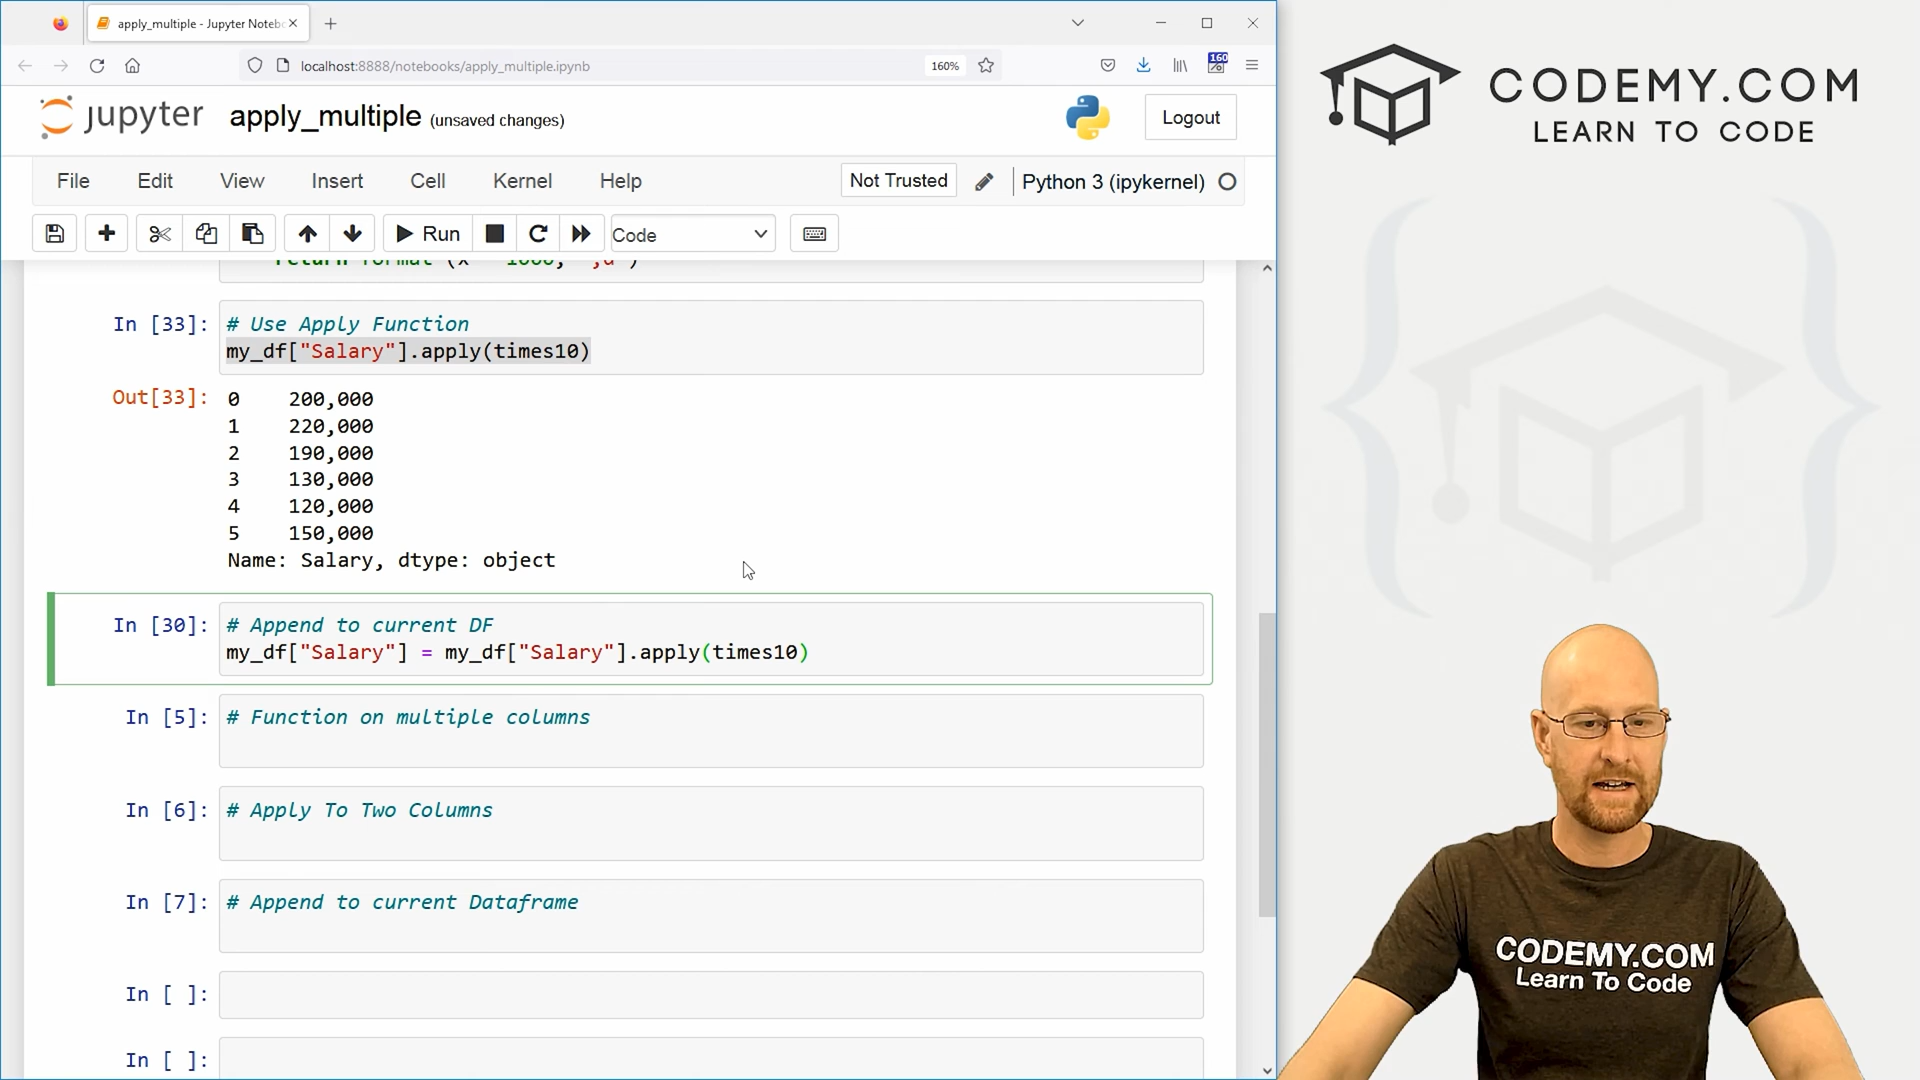 apply_multiple - Jupyter Noteb
localhost:8888/notebooks/apply_multiple.ipynb
160%
160
CODEMY.COM
LEARN TO CODE
jupyter apply_multiple (unsaved changes)
Logout
File Edit View Insert Cell Kernel Help
Not Trusted
Python 3 (ipykernel)
Run
Code
return format (x * 1000, ",d")
In [33]: # Use Apply Function
my_df["Salary"].apply(times10)
Out[33]: 0 200,000
1 220,000
2 190,000
3 130,000
4 120,000
5 150,000
Name: Salary, dtype: object
In [30]: # Append to current DF
my_df["Salary"] = my_df["Salary"].apply(times10)
In [5]: # Function on multiple columns
In [6]: # Apply To Two Columns
In [7]: # Append to current Dataframe
In [ ]:
In [ ]:
CODEMY.COM
Learn To Code